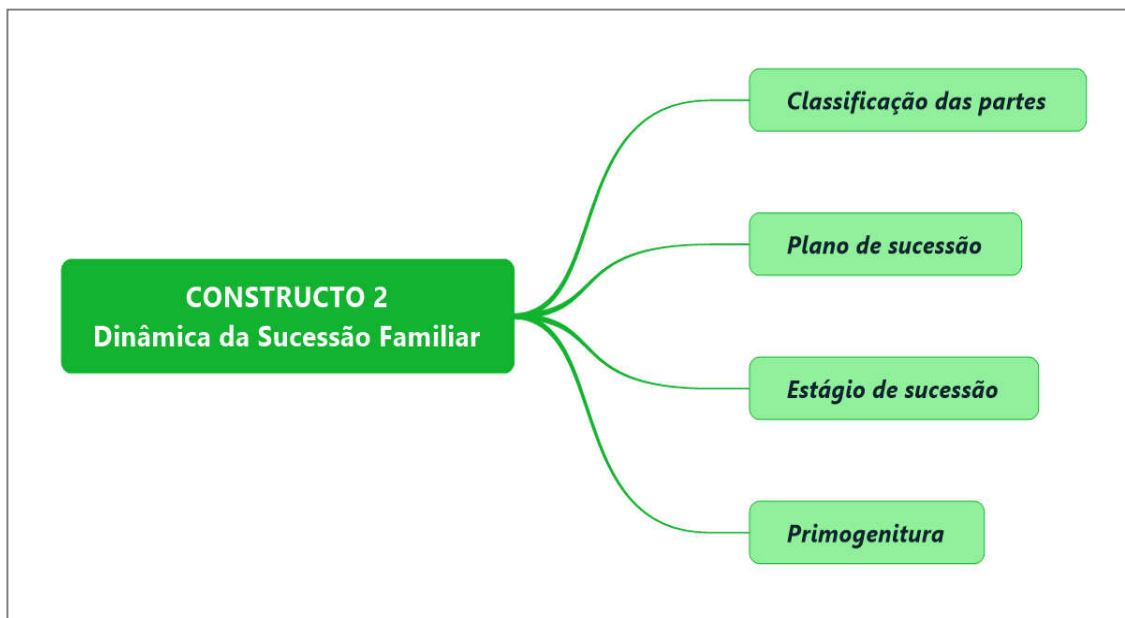 CONSTRUCTO 2
Dinâmica da Sucessão Familiar
Classificação das partes
Plano de sucessão
Estágio de sucessão
Primogenitura